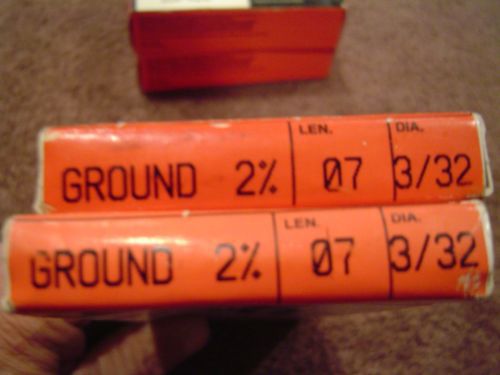 LEN. DIA.
GROUND 2% 07 3/32
LEN. DIA.
GROUND 2% 07 3/32